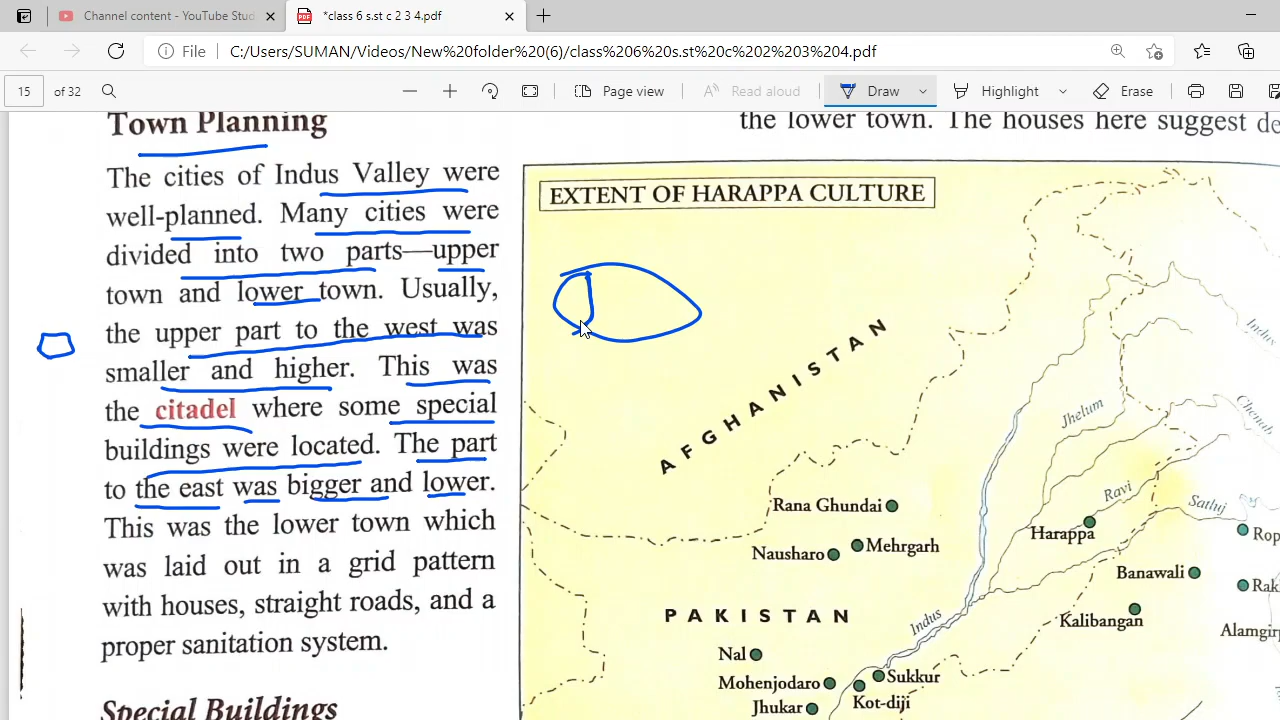 Channel content - YouTube Stud
*class 6 s.st c 2 3 4.pdf
File
C:/Users/SUMAN/Videos/New%20folder%20(6)/class%206%20s.st%20c%202%203%204.pdf
15 of 32
Page view
Read aloud
Draw
Highlight
Erase
Town Planning
The cities of Indus Valley were
well-planned. Many cities were
divided into two parts—upper
town and lower town. Usually,
the upper part to the west was
smaller and higher. This was
the citadel where some special
buildings were located. The part
to the east was bigger and lower.
This was the lower town which
was laid out in a grid pattern
with houses, straight roads, and a
proper sanitation system.
Special Buildings
the lower town. The houses here suggest de
EXTENT OF HARAPPA CULTURE
AFGHANISTAN
Indus
Jhelum
Chenab
Rana Ghundai
Ravi
Satluj
Harappa
Rop
Nausharo
Mehrgarh
Banawali
Rak
PAKISTAN
Indus
Kalibangan
Alamgirp
Nal
Sukkur
Mohenjodaro
Kot-diji
Jhukar